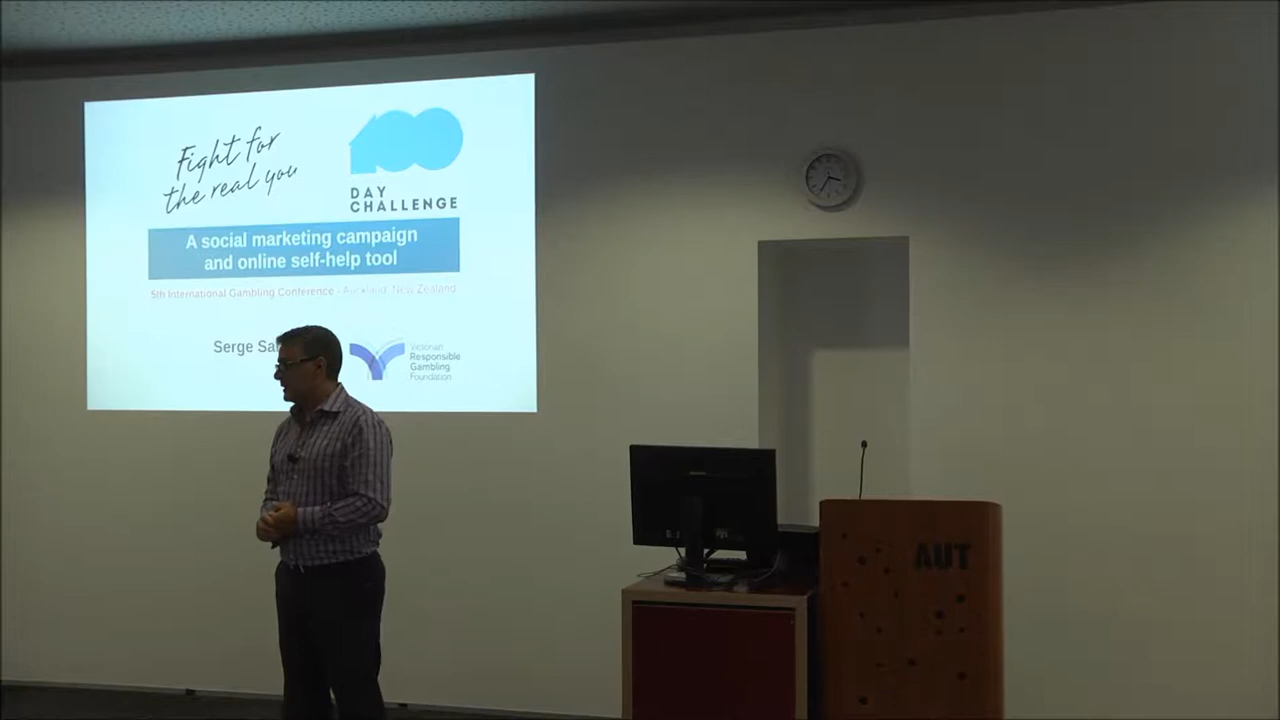 Fight for
the real you
100
DAY
CHALLENGE
A social marketing campaign
and online self-help tool
5th International Gambling Conference - Auckland, New Zealand
Serge
Victorian
Responsible
Gambling
Foundation
AUT